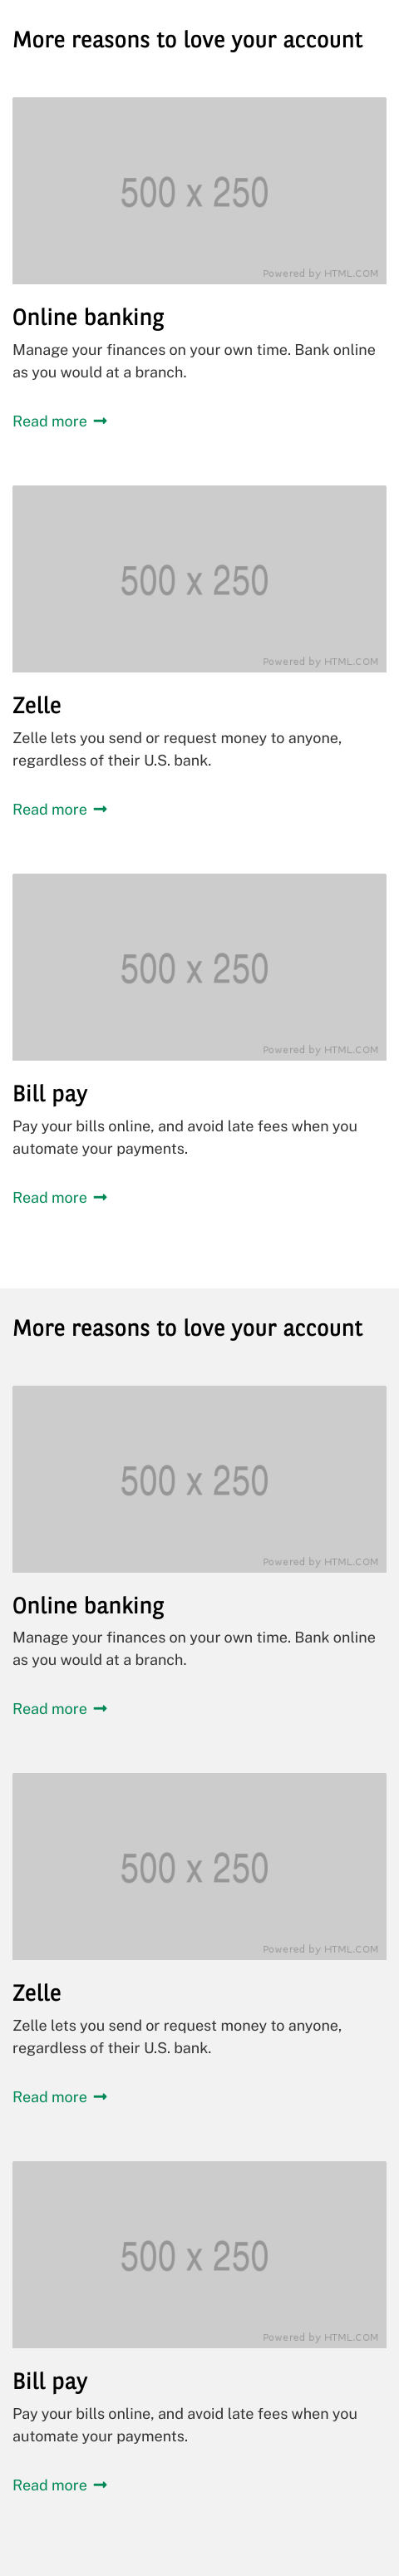 More reasons to love your account
500 x 250
Powered by HTML.COM
Online banking
Manage your finances on your own time. Bank online
as you would at a branch.
Read more
500 x 250
Powered by HTML.COM
Zelle
Zelle lets you send or request money to anyone,
regardless of their U.S. bank.
Read more
500 x 250
Powered by HTML.COM
Bill pay
Pay your bills online, and avoid late fees when you
automate your payments.
Read more
More reasons to love your account
500 x 250
Powered by HTML.COM
Online banking
Manage your finances on your own time. Bank online
as you would at a branch.
Read more
500 x 250
Powered by HTML.COM
Zelle
Zelle lets you send or request money to anyone,
regardless of their U.S. bank.
Read more
500 x 250
Powered by HTML.COM
Bill pay
Pay your bills online, and avoid late fees when you
automate your payments.
Read more